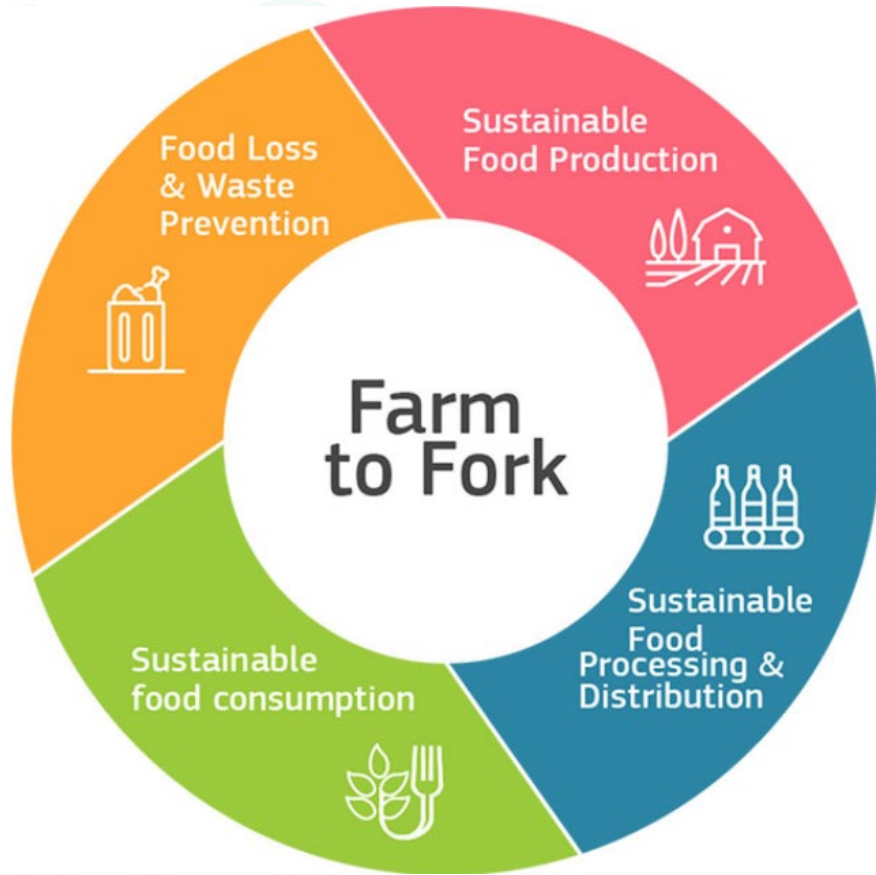 Food Loss
& Waste
Prevention
Sustainable
Food Production
Farm
to Fork
Sustainable
Food
Processing &
Distribution
Sustainable
food consumption